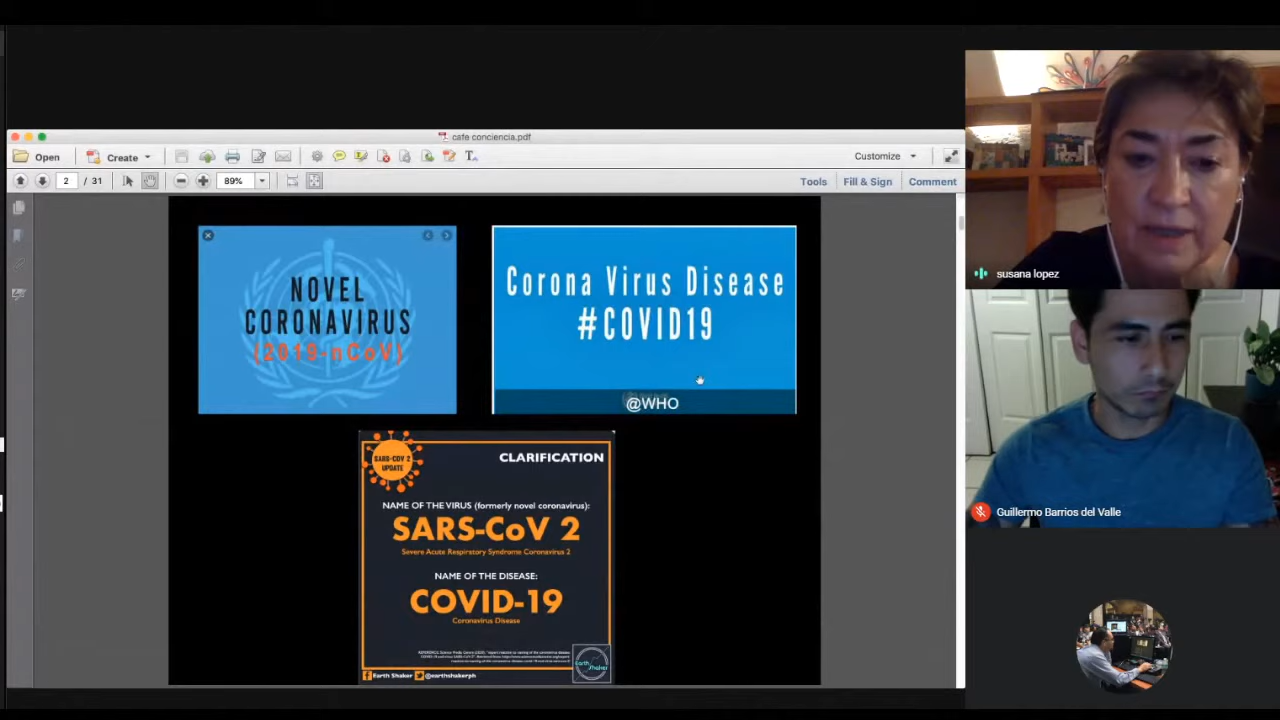 cafe conciencia.pdf
Open
Create
Customize
2 / 31
89%
Tools
Fill & Sign
Comment
NOVEL
CORONAVIRUS
(2019-nCoV)
Corona Virus Disease
#COVID19
@WHO
SARS-COV 2
UPDATE
CLARIFICATION
NAME OF THE VIRUS (formerly novel coronavirus):
SARS-CoV 2
Severe Acute Respiratory Syndrome Coronavirus 2
NAME OF THE DISEASE:
COVID-19
Coronavirus Disease
Earth Shaker
@earthshakerph
Earth
Shaker
susana lopez
Guillermo Barrios del Valle